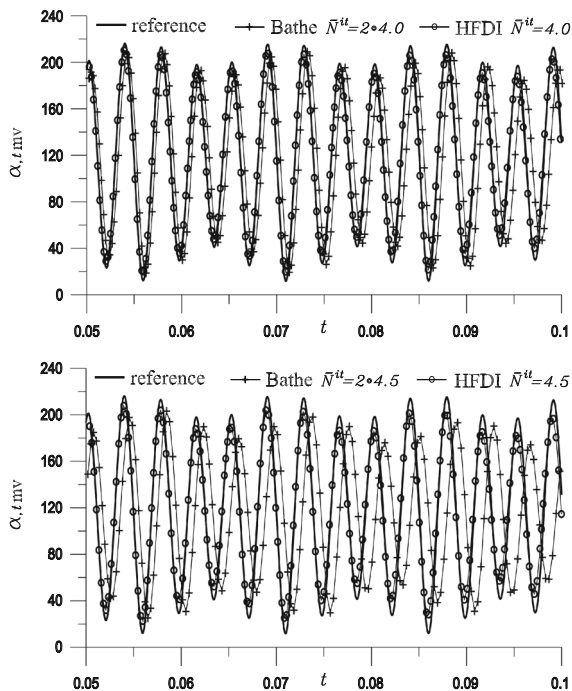 reference Bathe N̄ⁱᵗ=2•4.0 HFDI N̄ⁱᵗ=4.0
240
200
160
120
80
40
0
α,t mv
0.05 0.06 0.07 0.08 0.09 0.1
t
reference Bathe N̄ⁱᵗ=2•4.5 HFDI N̄ⁱᵗ=4.5
240
200
160
120
80
40
0
α,t mv
0.05 0.06 0.07 0.08 0.09 0.1
t